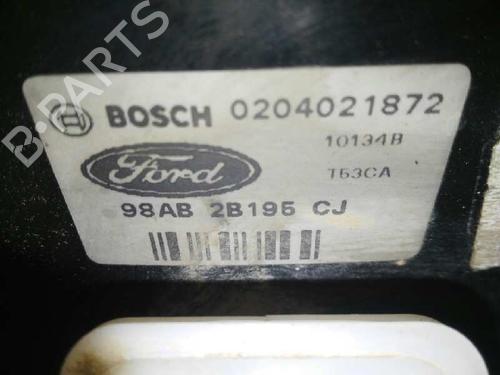 B-PARTS
BOSCH 0204021872
10134B
T53CA
Ford
98AB 2B195 CJ